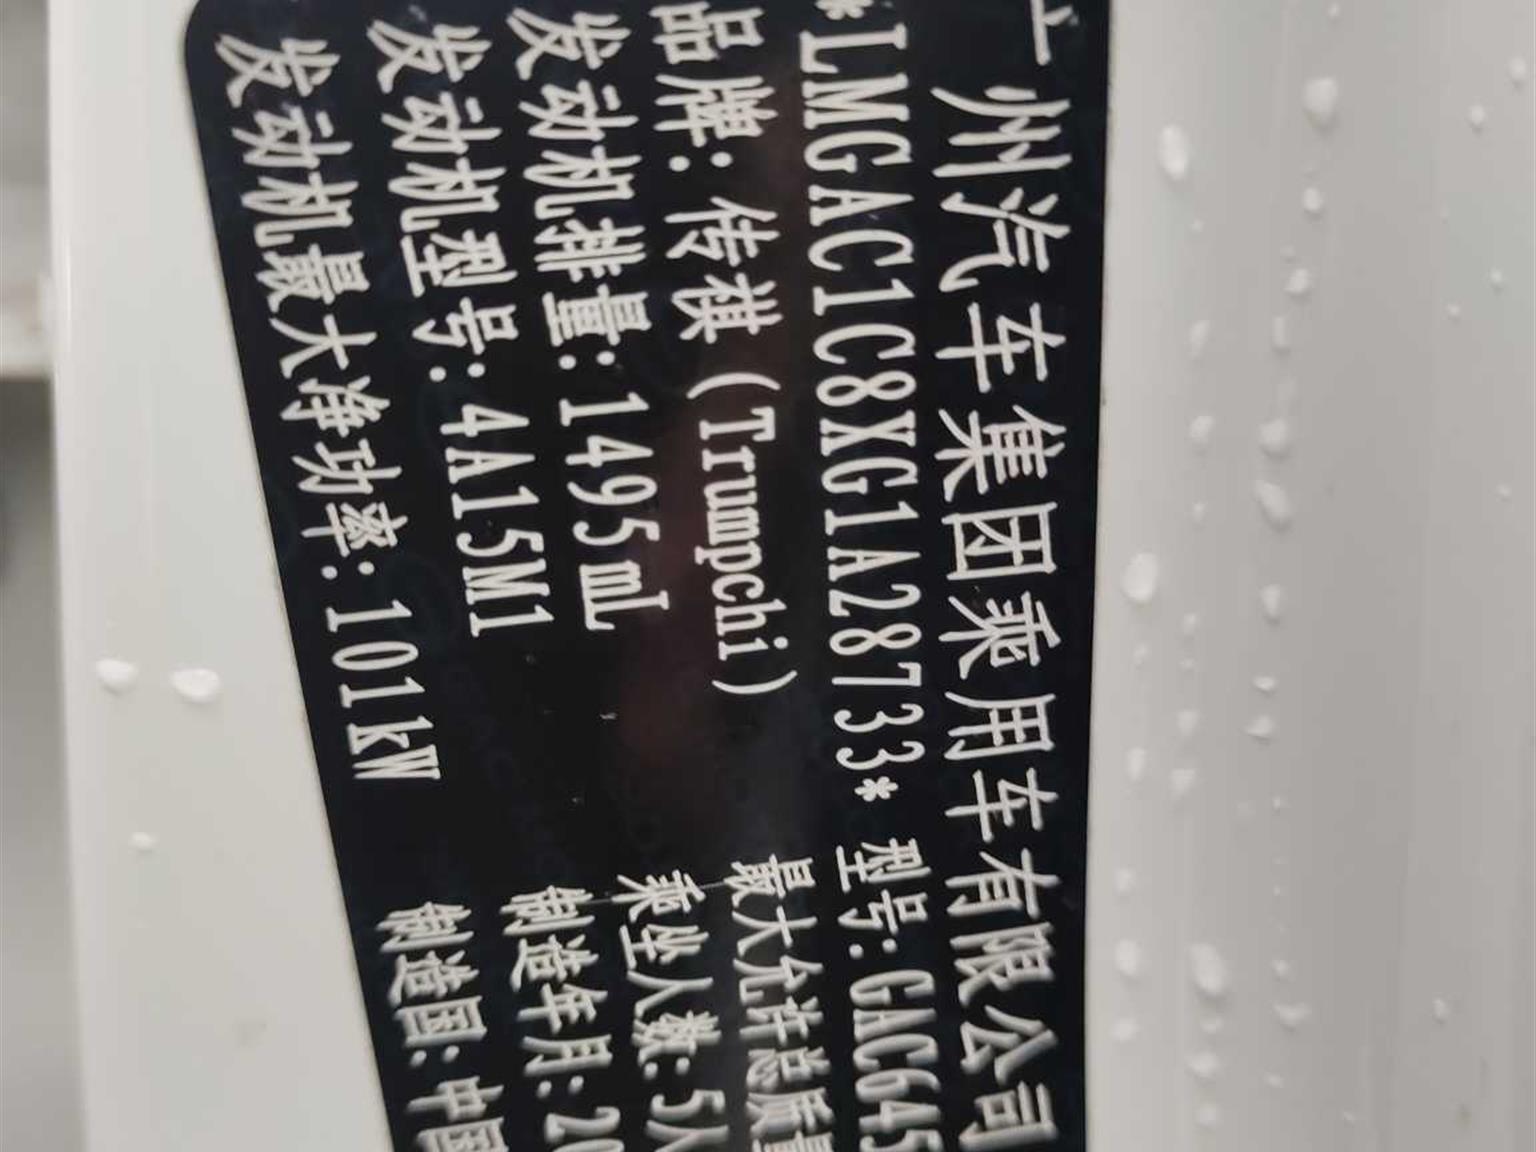 广州汽车集团乘用车有限公司
*LMGAC1C8XG1A28733* 型号:GAC645
品牌:传祺(Trumpchi) 最大允许总质量
发动机排量:1495mL 乘坐人数:5人
发动机型号:4A15M1 制造年月:20
发动机最大净功率:101kW 制造国:中国